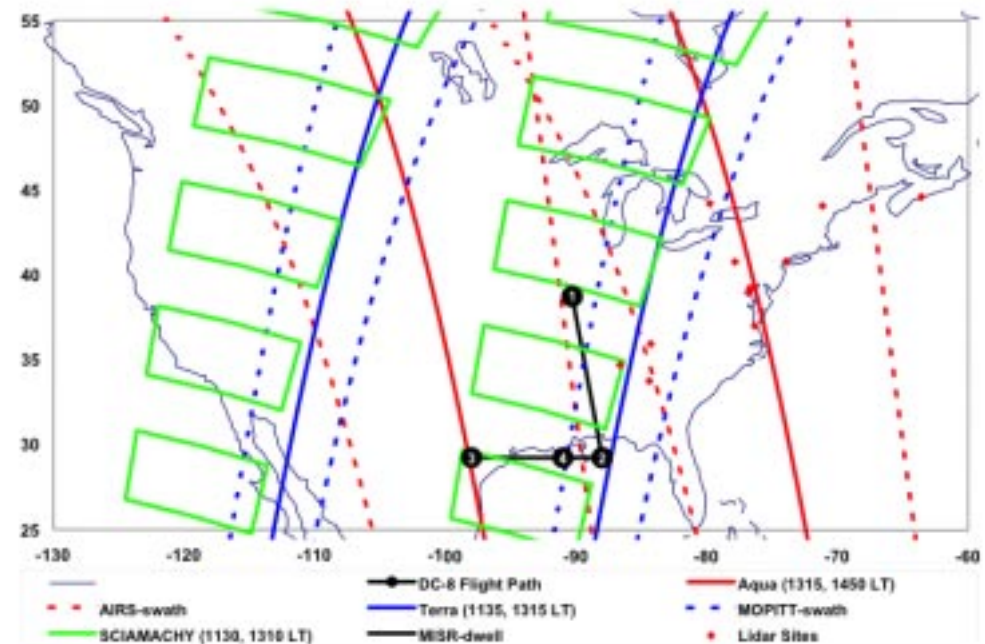 55
50
45
40
35
30
25
1
3
4
2
-130
-120
-110
-100
-90
-80
-70
-60
DC-8 Flight Path
Aqua (1315, 1450 LT)
AIRS-swath
Terra (1135, 1315 LT)
MOPITT-swath
SCIAMACHY (1130, 1310 LT)
MISR-dwell
Lidar Sites